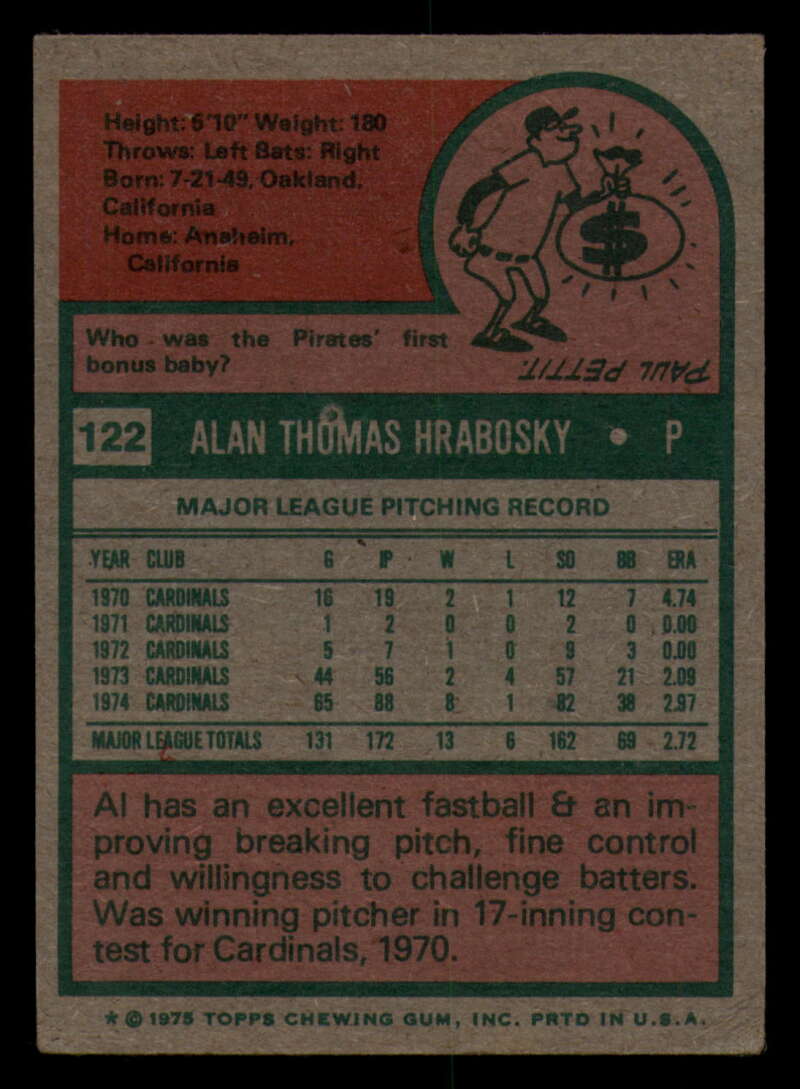 Height: 5'10" Weight: 180
Throws: Left Bats: Right
Born: 7-21-49, Oakland,
California
Home: Anaheim,
California
$
Who was the Pirates' first
bonus baby?
PAUL PETTIT.
122 ALAN THOMAS HRABOSKY • P
MAJOR LEAGUE PITCHING RECORD
YEAR CLUB G IP W L SO BB ERA
1970 CARDINALS 16 19 2 1 12 7 4.74
1971 CARDINALS 1 2 0 0 2 0 0.00
1972 CARDINALS 5 7 1 0 9 3 0.00
1973 CARDINALS 44 56 2 4 57 21 2.09
1974 CARDINALS 65 88 8 1 82 38 2.97
MAJOR LEAGUE TOTALS 131 172 13 6 162 69 2.72
Al has an excellent fastball & an im-
proving breaking pitch, fine control
and willingness to challenge batters.
Was winning pitcher in 17-inning con-
test for Cardinals, 1970.
* © 1975 TOPPS CHEWING GUM, INC. PRTD IN U.S.A.